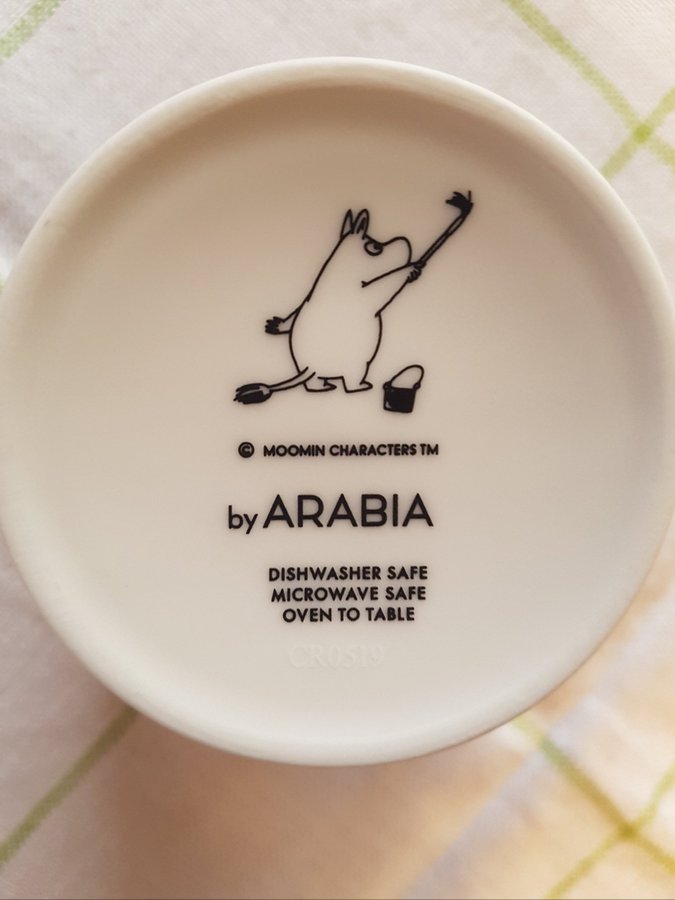 © MOOMIN CHARACTERS TM
by ARABIA
DISHWASHER SAFE
MICROWAVE SAFE
OVEN TO TABLE
CR0519